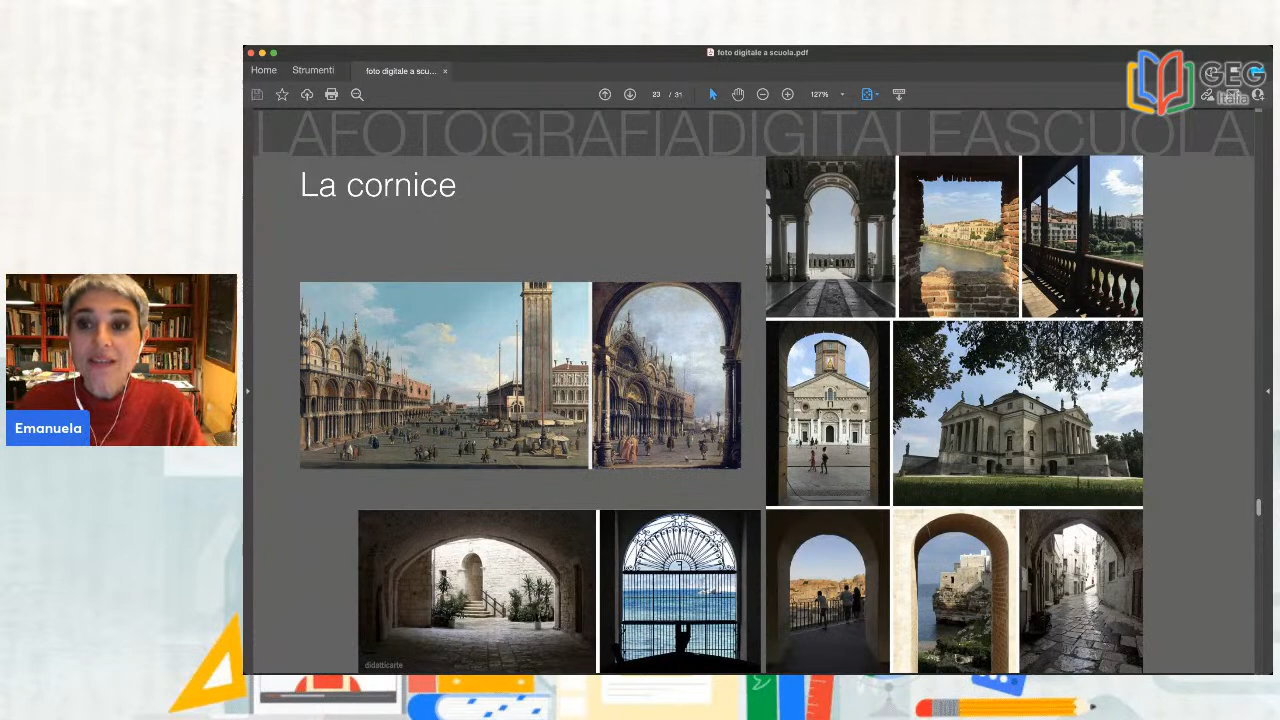 foto digitale a scuola.pdf
Home
Strumenti
foto digitale a scu... ×
23 / 31
127%
GEG
Italia
LAFOTOGRAFIADIGITALEASCUOLA
La cornice
Emanuela
didatticarte